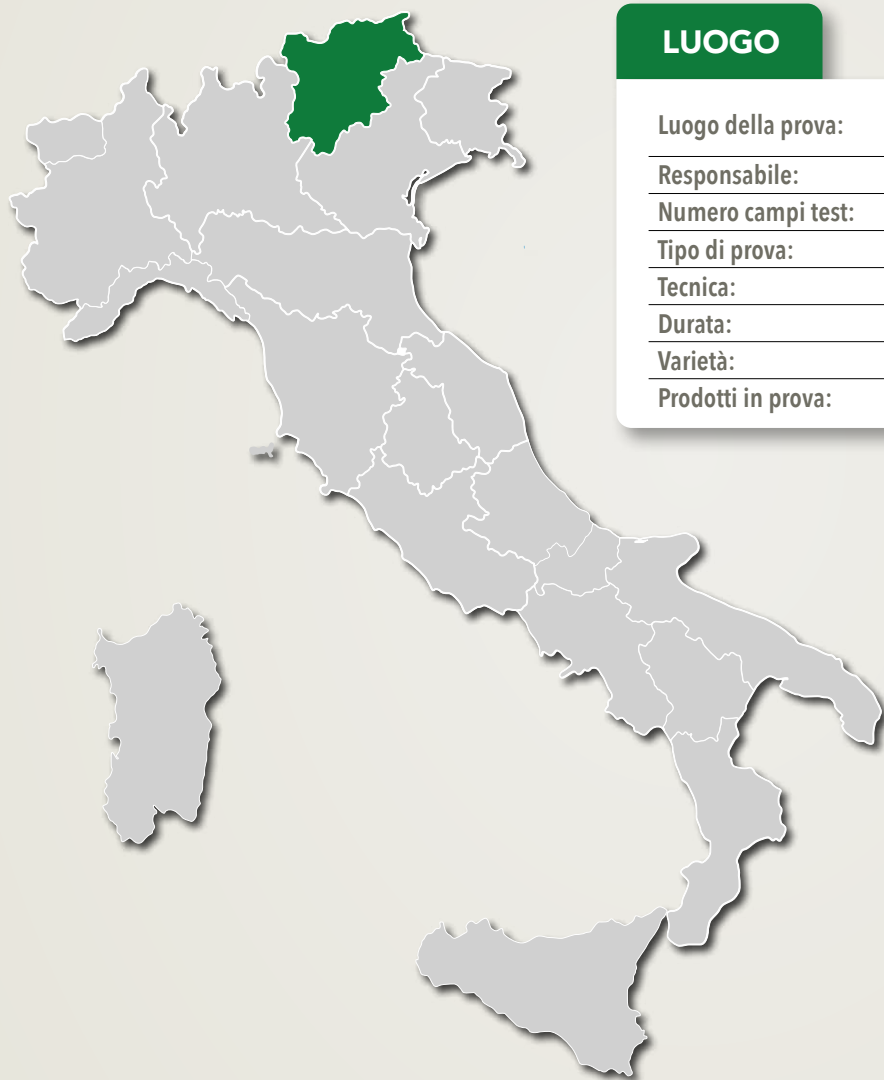 LUOGO
Luogo della prova:
Responsabile:
Numero campi test:
Tipo di prova:
Tecnica:
Durata:
Varietà:
Prodotti in prova: